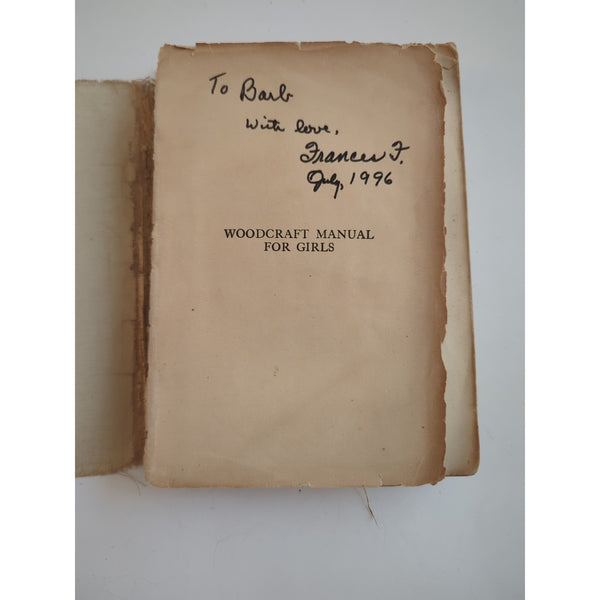 To Barb
With love,
Frances F.
July, 1996
WOODCRAFT MANUAL
FOR GIRLS